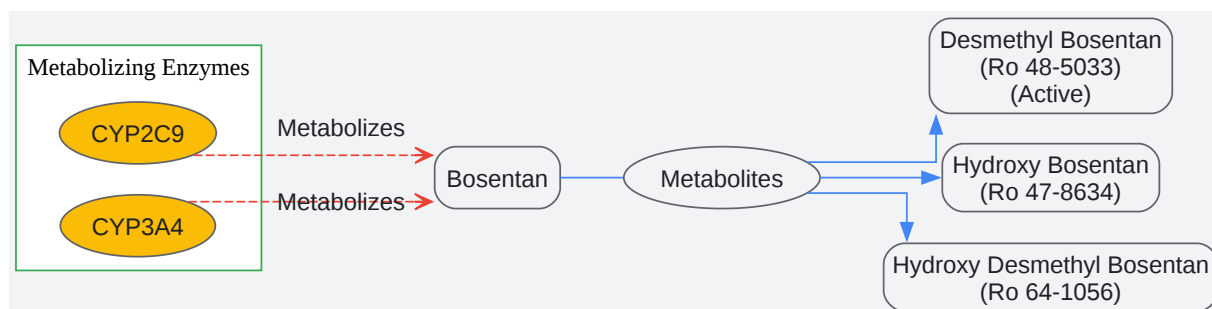 Metabolizing Enzymes
CYP2C9
CYP3A4
Metabolizes
Metabolizes
Bosentan
Metabolites
Desmethyl Bosentan
(Ro 48-5033)
(Active)
Hydroxy Bosentan
(Ro 47-8634)
Hydroxy Desmethyl Bosentan
(Ro 64-1056)